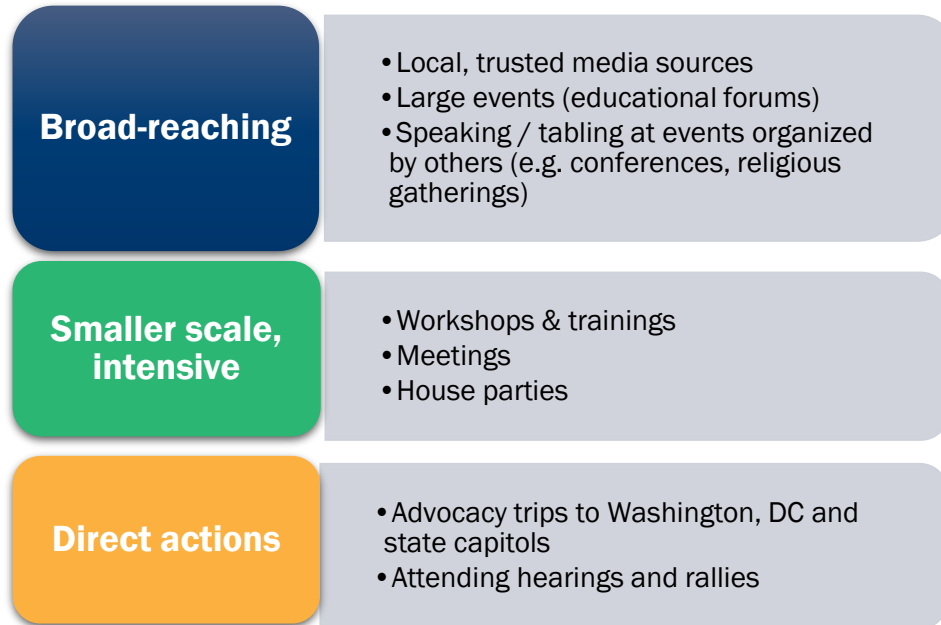 Broad-reaching
•Local, trusted media sources
•Large events (educational forums)
•Speaking / tabling at events organized
by others (e.g. conferences, religious
gatherings)
Smaller scale,
intensive
•Workshops & trainings
•Meetings
•House parties
Direct actions
•Advocacy trips to Washington, DC and
state capitols
•Attending hearings and rallies